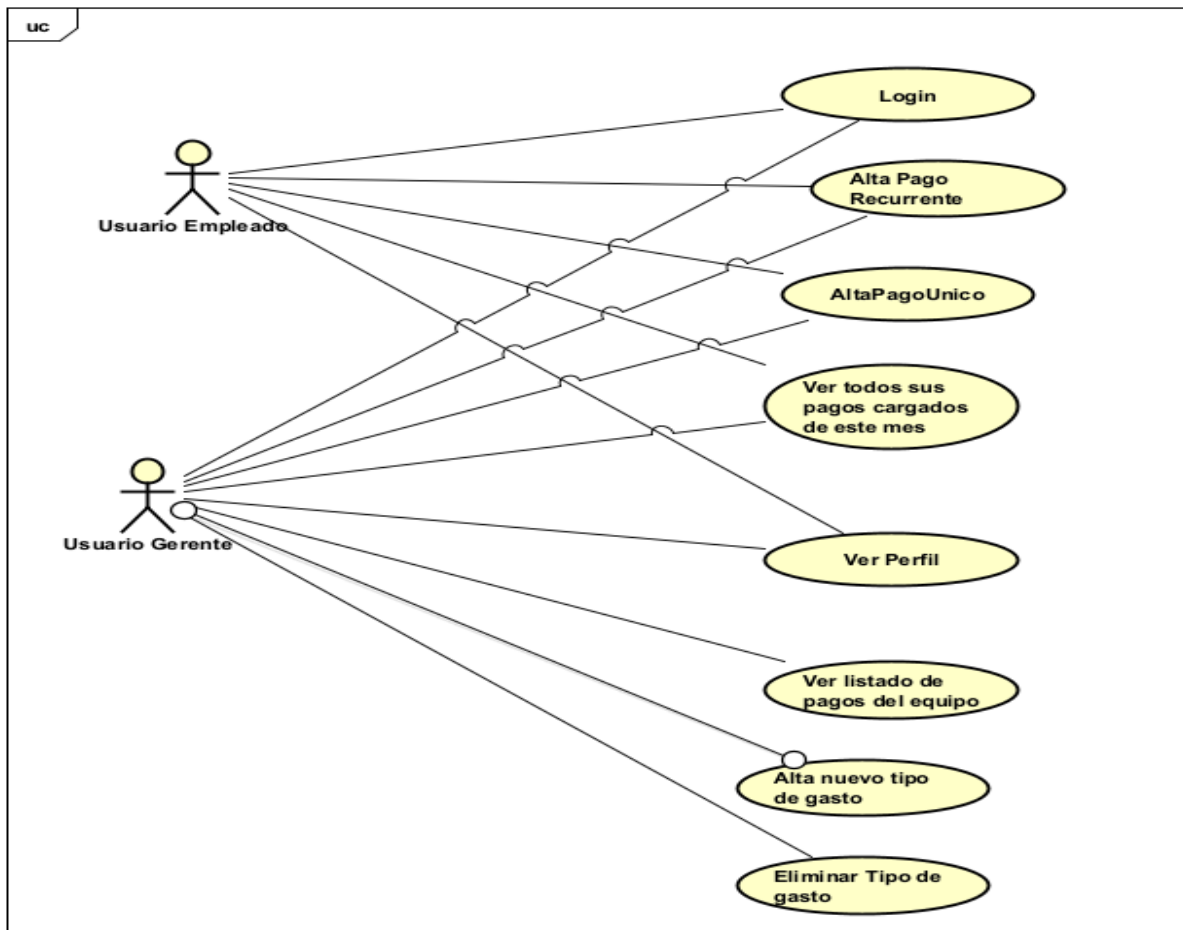 uc
Login
Usuario Empleado
Alta Pago
Recurrente
AltaPagoUnico
Ver todos sus
pagos cargados
de este mes
Usuario Gerente
Ver Perfil
Ver listado de
pagos del equipo
Alta nuevo tipo
de gasto
Eliminar Tipo de
gasto